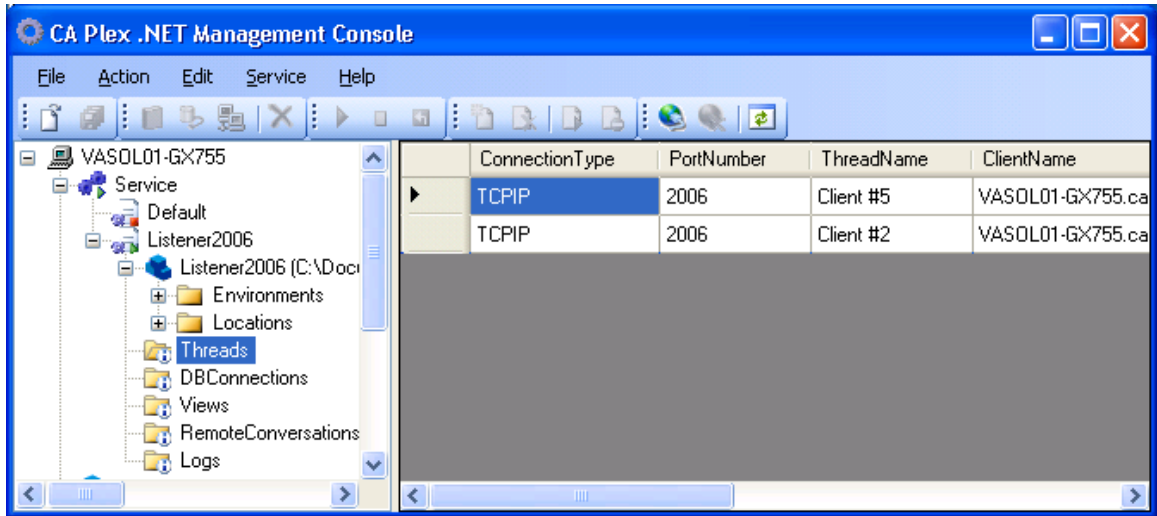 CA Plex .NET Management Console
File Action Edit Service Help
VASOL01-GX755
Service
Default
Listener2006
Listener2006 (C:\Doc
Environments
Locations
Threads
DBConnections
Views
RemoteConversations
Logs
ConnectionType PortNumber ThreadName ClientName
TCPIP 2006 Client #5 VASOL01-GX755.ca
TCPIP 2006 Client #2 VASOL01-GX755.ca